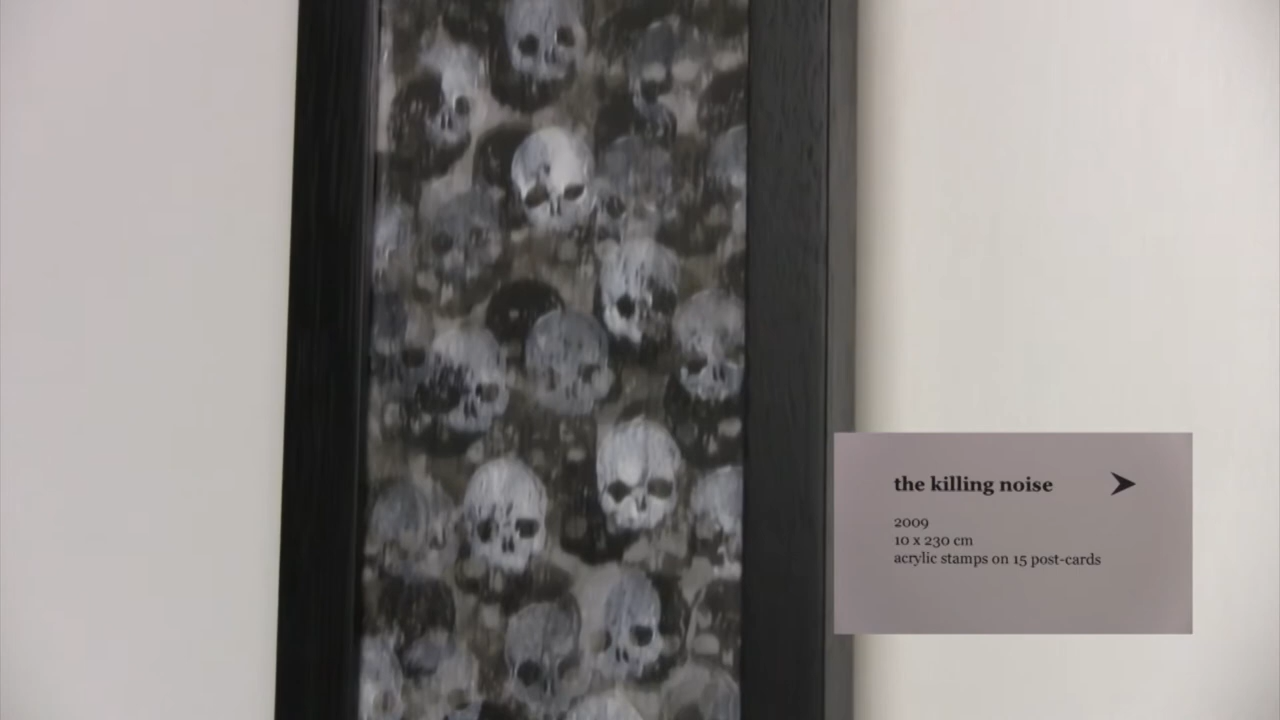 the killing noise
2009
10 x 230 cm
acrylic stamps on 15 post-cards